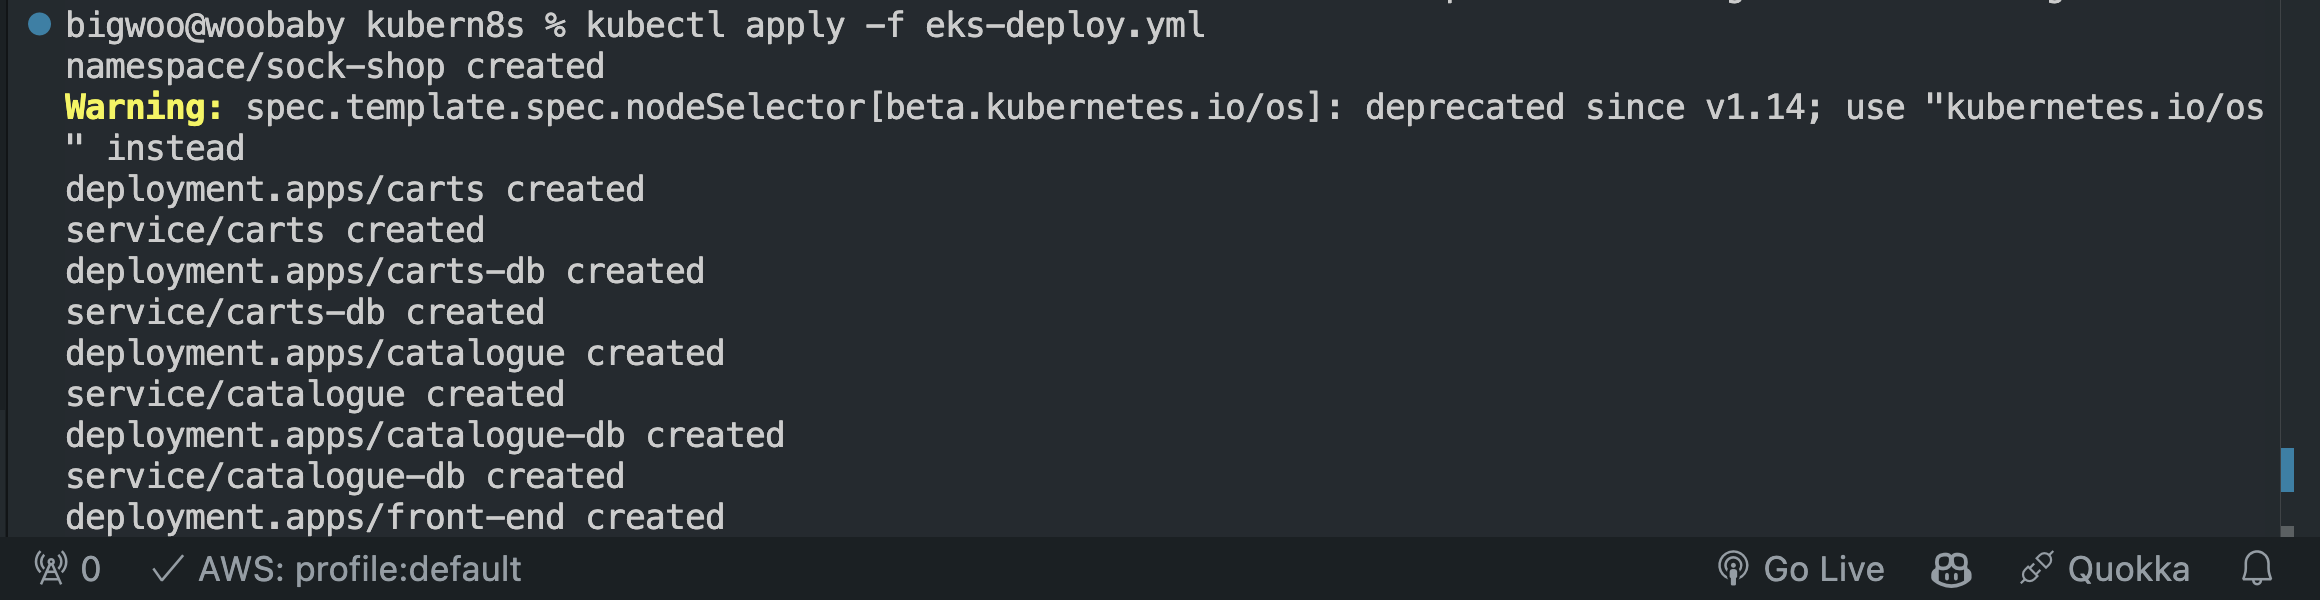 bigwoo@woobaby kubern8s % kubectl apply -f eks-deploy.yml
namespace/sock-shop created
Warning: spec.template.spec.nodeSelector[beta.kubernetes.io/os]: deprecated since v1.14; use "kubernetes.io/os
" instead
deployment.apps/carts created
service/carts created
deployment.apps/carts-db created
service/carts-db created
deployment.apps/catalogue created
service/catalogue created
deployment.apps/catalogue-db created
service/catalogue-db created
deployment.apps/front-end created
0 AWS: profile:default Go Live Quokka